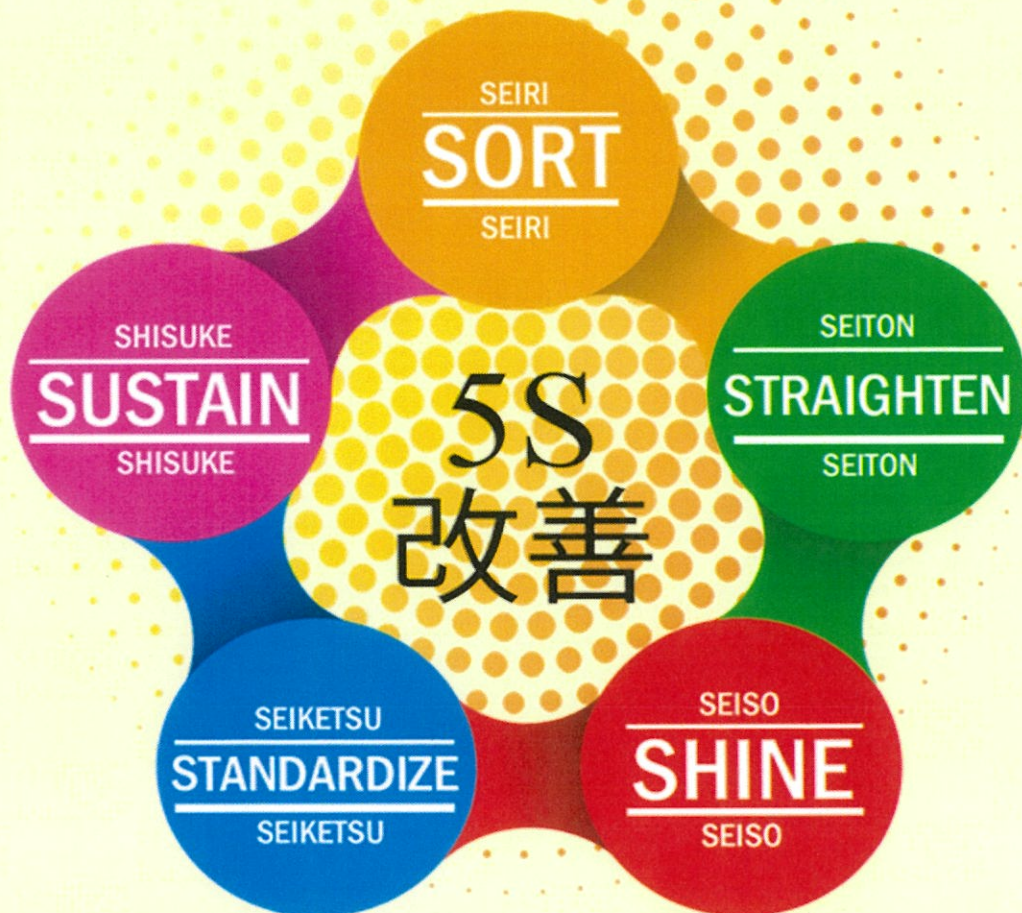 SEIRI
SORT
SEIRI
SEITON
STRAIGHTEN
SEITON
SEISO
SHINE
SEISO
SEIKETSU
STANDARDIZE
SEIKETSU
SHISUKE
SUSTAIN
SHISUKE
5S
改善